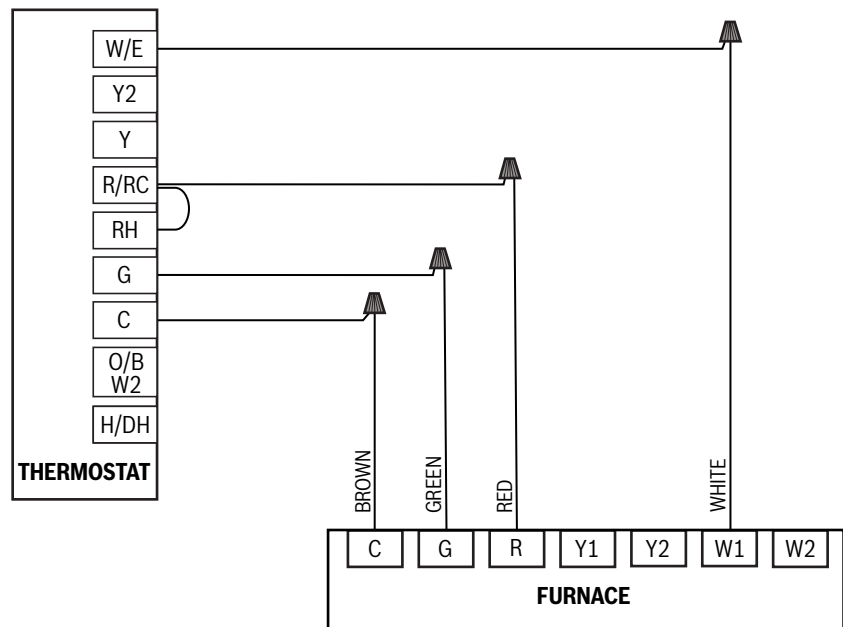 W/E
Y2
Y
R/RC
RH
G
C
O/B
W2
H/DH
THERMOSTAT
BROWN
GREEN
RED
WHITE
C
G
R
Y1
Y2
W1
W2
FURNACE